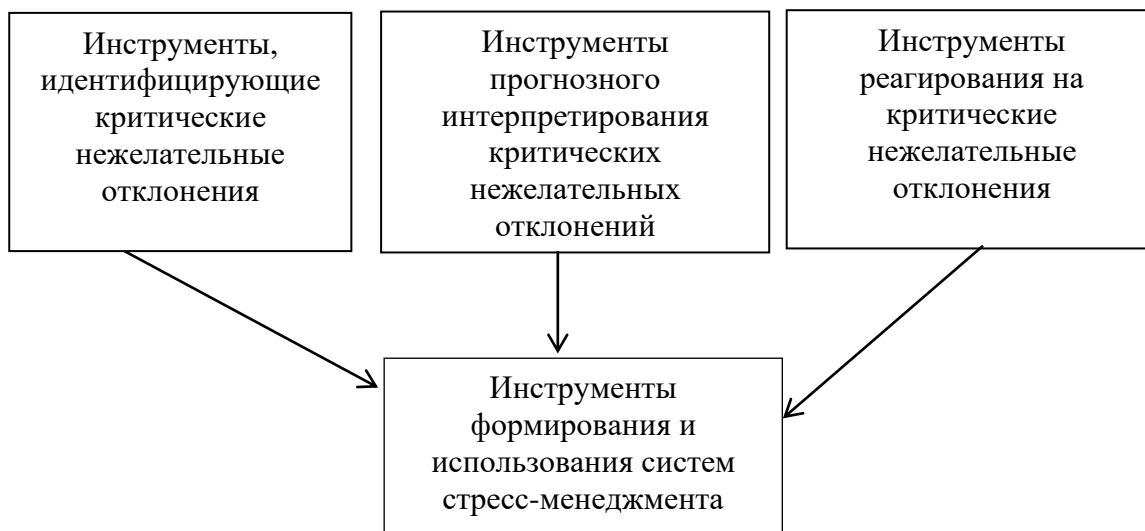 Инструменты,
идентифицирующие
критические
нежелательные
отклонения
Инструменты
прогнозного
интерпретирования
критических
нежелательных
отклонений
Инструменты
реагирования на
критические
нежелательные
отклонения
Инструменты
формирования и
использования систем
стресс-менеджмента